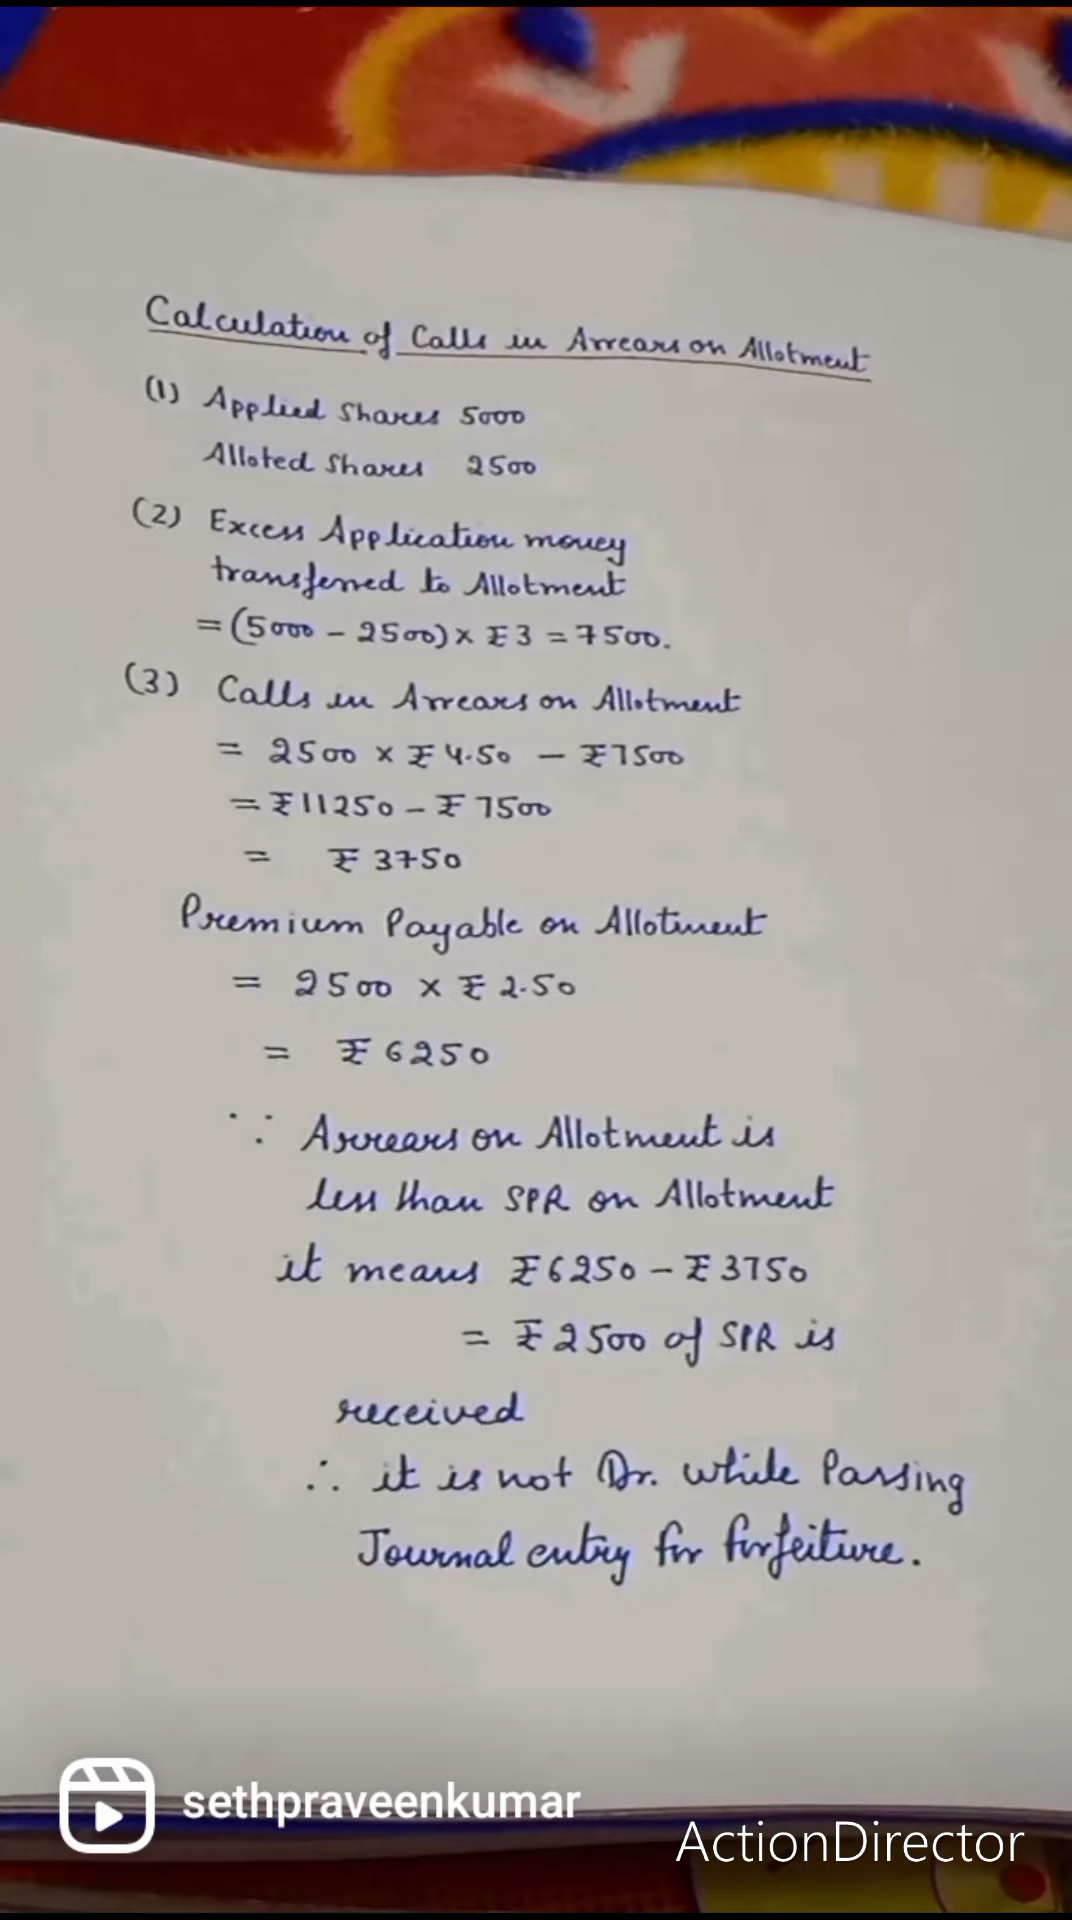 Calculation of Calls in Arrears on Allotment
(1) Applied Shares 5000
Alloted Shares 2500
(2) Excess Application money
transferred to Allotment
= (5000 - 2500) x ₹3 = 7500.
(3) Calls in Arrears on Allotment
= 2500 x ₹4.50 - ₹7500
= ₹11250 - ₹7500
= ₹3750
Premium Payable on Allotment
= 2500 x ₹2.50
= ₹6250
∵ Arrears on Allotment is
less than SPR on Allotment
it means ₹6250 - ₹3750
= ₹2500 of SPR is
received
∴ it is not Dr. while Passing
Journal entry for forfeiture.
sethpraveenkumar
ActionDirector